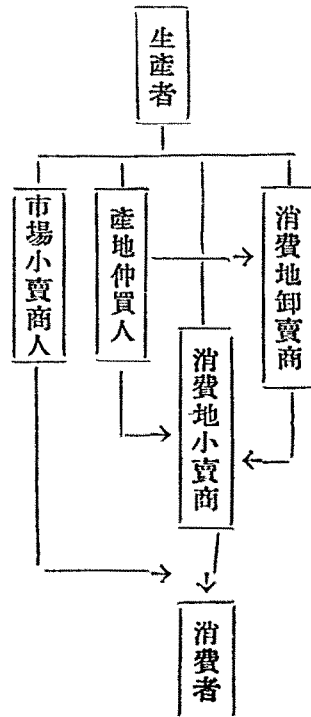 生產者
消費地卸賣商
消費地小賣商
產地仲買人
市場小賣商人
消費者